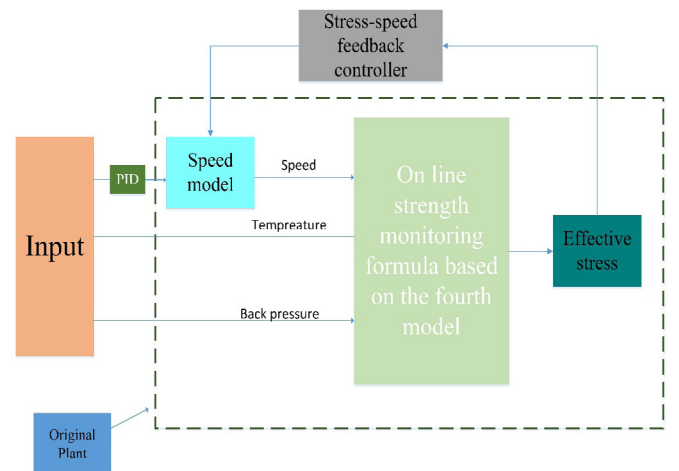 Stress-speed
feedback
controller
Input
PID
Speed
model
Speed
Tempreature
Back pressure
On line
strength
monitoring
formula based
on the fourth
model
Effective
stress
Original
Plant